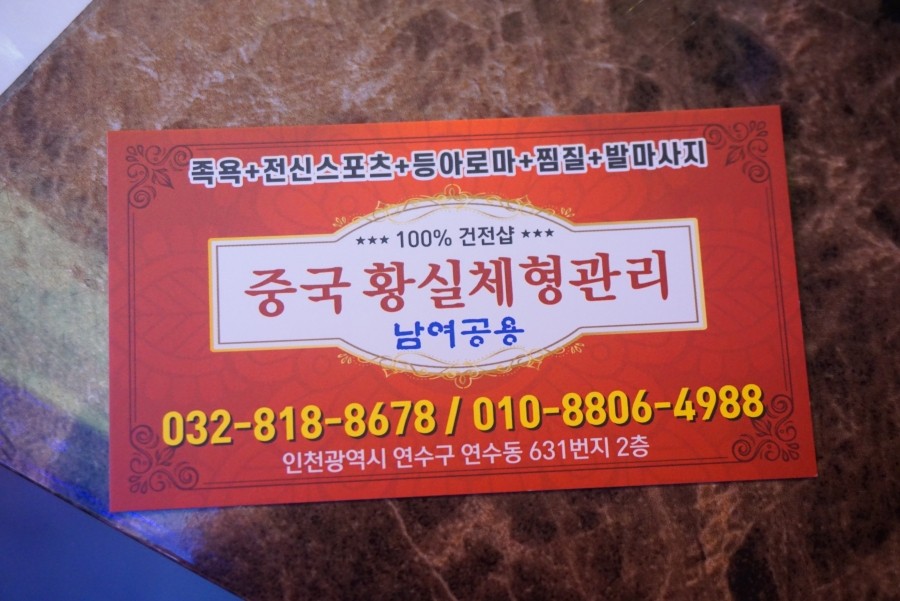 족욕+전신스포츠+등아로마+찜질+발마사지
★★★ 100% 건전샵 ★★★
중국 황실체형관리
남여공용
032-818-8678 / 010-8806-4988
인천광역시 연수구 연수동 631번지 2층